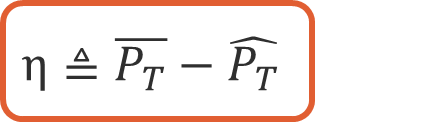 η ≜ \overline{P_T} − \widehat{P_T}